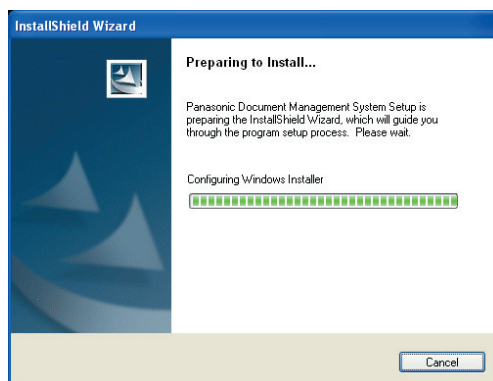 InstallShield Wizard
Preparing to Install...
Panasonic Document Management System Setup is
preparing the InstallShield Wizard, which will guide you
through the program setup process. Please wait.
Configuring Windows Installer
Cancel